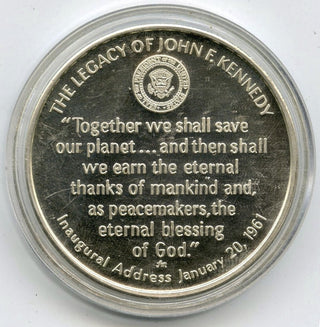 THE LEGACY OF JOHN F. KENNEDY
"Together we shall save
our planet... and then shall
we earn the eternal
thanks of mankind and,
as peacemakers, the
eternal blessing
of God."
Inaugural Address January 20, 1961